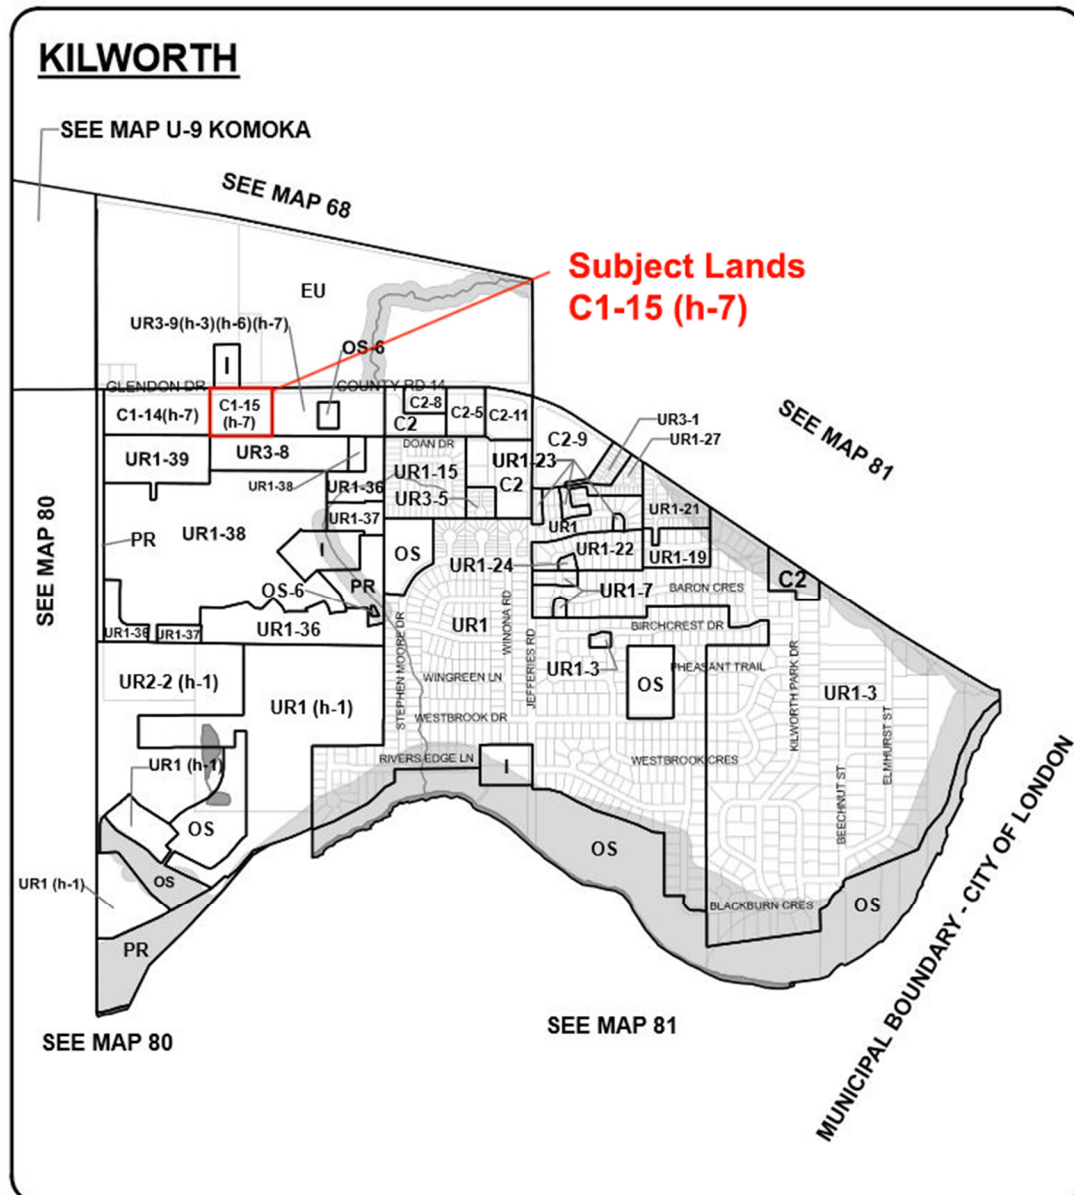 KILWORTH
SEE MAP U-9 KOMOKA
SEE MAP 68
Subject Lands
C1-15 (h-7)
EU
UR3-9(h-3)(h-6)(h-7)
OS-6
I
GLENDON DR
COUNTY RD 14
C1-14(h-7)
C1-15
(h-7)
C2-8
C2
C2-5
C2-11
SEE MAP 81
UR3-1
UR1-27
C2-9
DOAN DR
UR1-39
UR3-8
UR1-38
UR1-15
UR1-23
C2
UR1-36
UR3-5
UR1-37
UR1
UR1-21
SEE MAP 80
PR
UR1-38
I
OS
UR1-22
UR1-19
UR1-24
C2
OS-6
PR
UR1-7
BARON CRES
UR1-36
UR1-37
UR1-36
UR1
BIRCHCREST DR
STEPHEN MOORE DR
WINONA RD
JEFFERIES RD
UR1-3
PHEASANT TRAIL
KILWORTH PARK DR
UR2-2 (h-1)
UR1 (h-1)
WINGREEN LN
OS
UR1-3
WESTBROOK DR
ELMHURST ST
UR1 (h-1)
RIVERS EDGE LN
I
WESTBROOK CRES
BEECHNUT ST
OS
OS
UR1 (h-1)
OS
BLACKBURN CRES
OS
PR
MUNICIPAL BOUNDARY - CITY OF LONDON
SEE MAP 80
SEE MAP 81